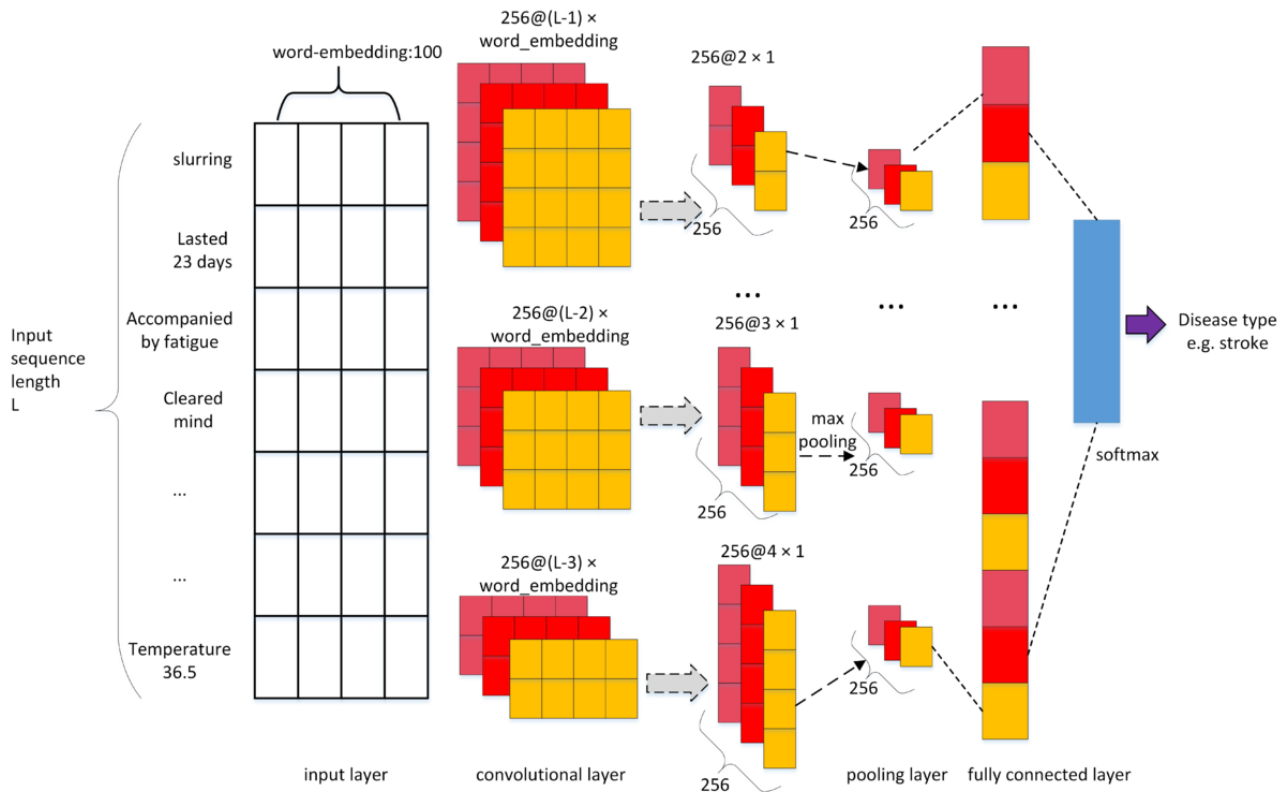 word-embedding:100
Input
sequence
length
L
slurring
Lasted
23 days
Accompanied
by fatigue
Cleared
mind
...
...
Temperature
36.5
input layer
256@(L-1) ×
word_embedding
256@(L-2) ×
word_embedding
256@(L-3) ×
word_embedding
convolutional layer
256@2 × 1
256
...
256@3 × 1
256
256@4 × 1
256
256
...
max
pooling
256
256
pooling layer
...
fully connected layer
softmax
Disease type
e.g. stroke